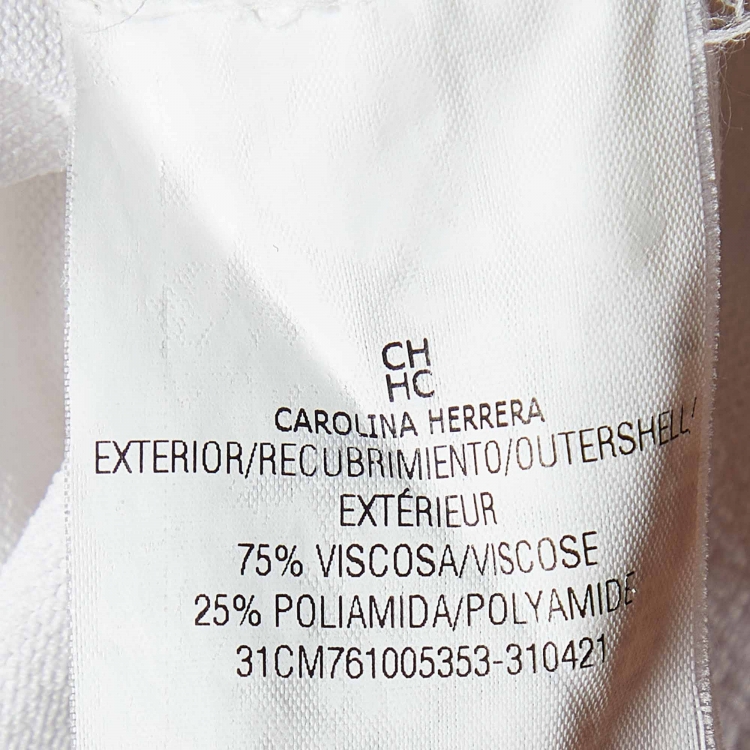 CH
HC
CAROLINA HERRERA
EXTERIOR/RECUBRIMIENTO/OUTERSHELL/
EXTÉRIEUR
75% VISCOSA/VISCOSE
25% POLIAMIDA/POLYAMIDE
31CM761005353-310421